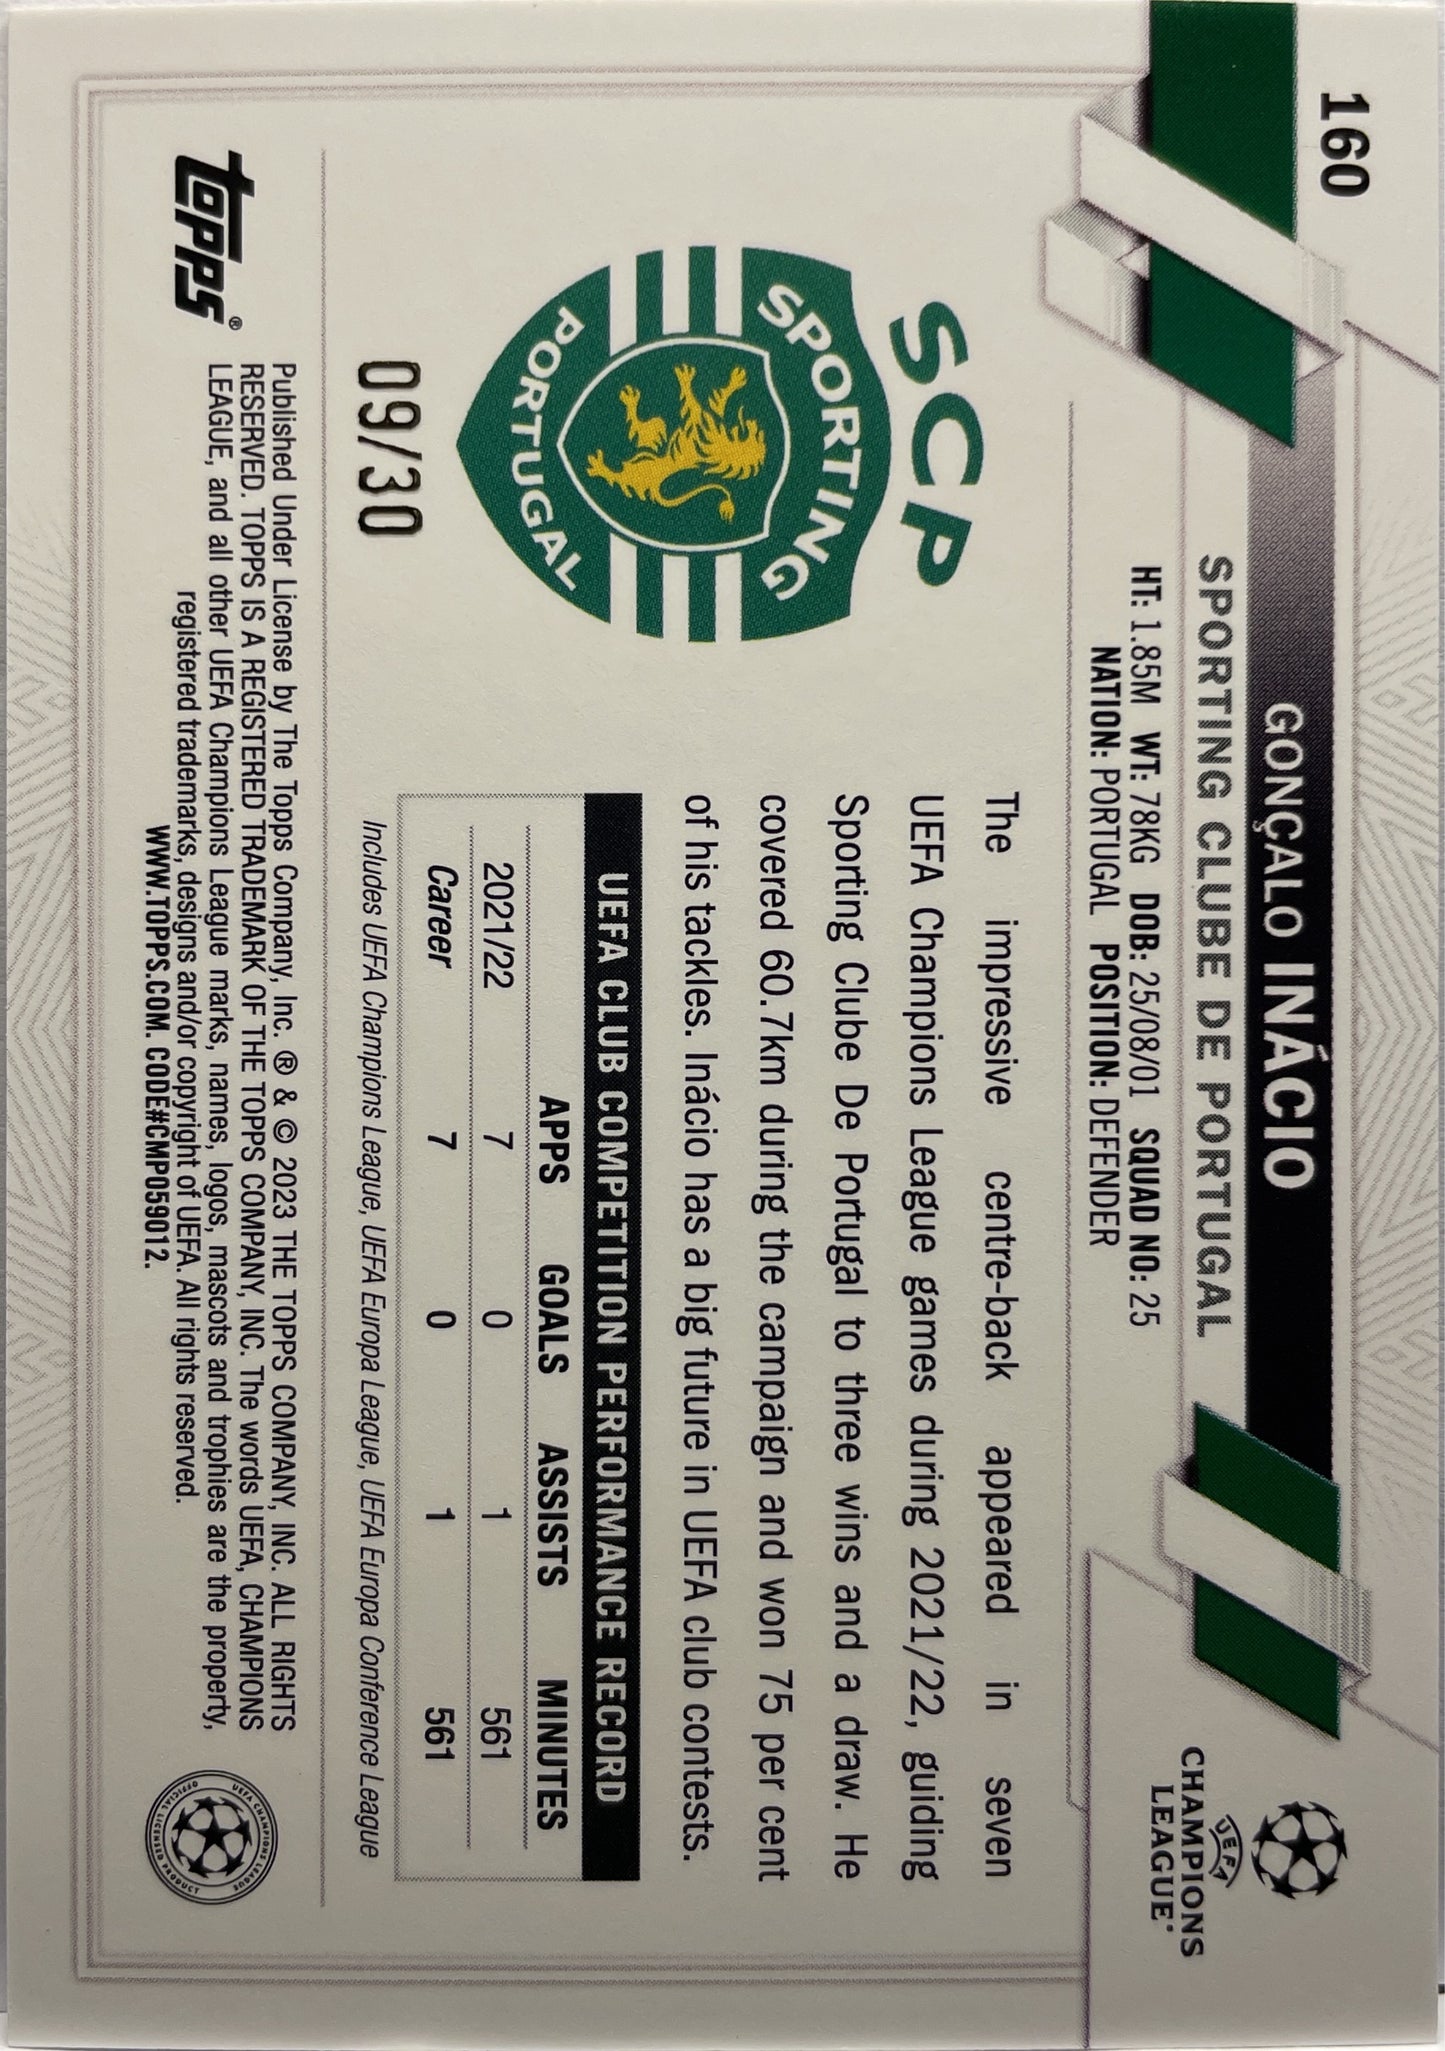 160
GONÇALO INÁCIO
SPORTING CLUBE DE PORTUGAL
HT: 1.85M WT: 78KG DOB: 25/08/01 SQUAD NO: 25
NATION: PORTUGAL POSITION: DEFENDER
UEFA
CHAMPIONS
LEAGUE
SCP
SPORTING
PORTUGAL
09/30
The impressive centre-back appeared in seven
UEFA Champions League games during 2021/22, guiding
Sporting Clube De Portugal to three wins and a draw. He
covered 60.7km during the campaign and won 75 per cent
of his tackles. Inácio has a big future in UEFA club contests.
UEFA CLUB COMPETITION PERFORMANCE RECORD
APPS GOALS ASSISTS MINUTES
2021/22 7 0 1 561
Career 7 0 1 561
Includes UEFA Champions League, UEFA Europa League, UEFA Europa Conference League
Topps®
Published Under License by The Topps Company, Inc. ® & © 2023 THE TOPPS COMPANY, INC. ALL RIGHTS
RESERVED. TOPPS IS A REGISTERED TRADEMARK OF THE TOPPS COMPANY, INC. The words UEFA, CHAMPIONS
LEAGUE, and all other UEFA Champions League marks, names, logos, mascots and trophies are the property,
registered trademarks, designs and/or copyright of UEFA. All rights reserved.
WWW.TOPPS.COM. CODE#CMP059012.
UEFA CHAMPIONS LEAGUE
OFFICIAL LICENSED PRODUCT